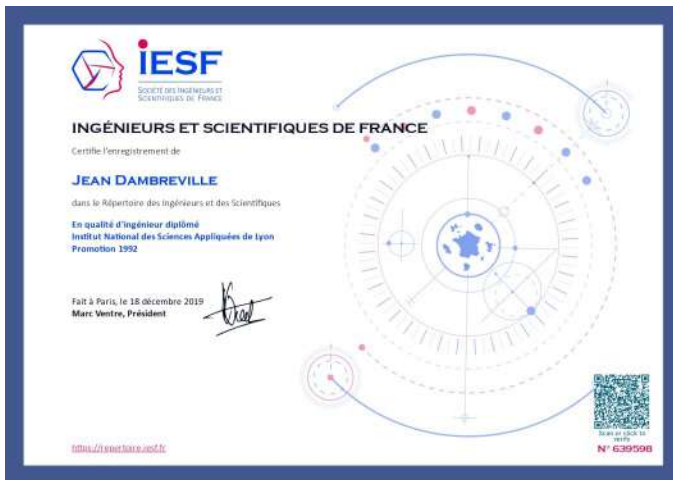 iESF
SOCIÉTÉ DES INGÉNIEURS ET
SCIENTIFIQUES DE FRANCE
INGÉNIEURS ET SCIENTIFIQUES DE FRANCE
Certifie l'enregistrement de
JEAN DAMBREVILLE
dans le Répertoire des Ingénieurs et des Scientifiques
En qualité d'ingénieur diplômé
Institut National des Sciences Appliquées de Lyon
Promotion 1992
Fait à Paris, le 18 décembre 2019
Marc Ventre, Président
Scan or click to
verify
https://repertoire.iesf.fr
N° 639598